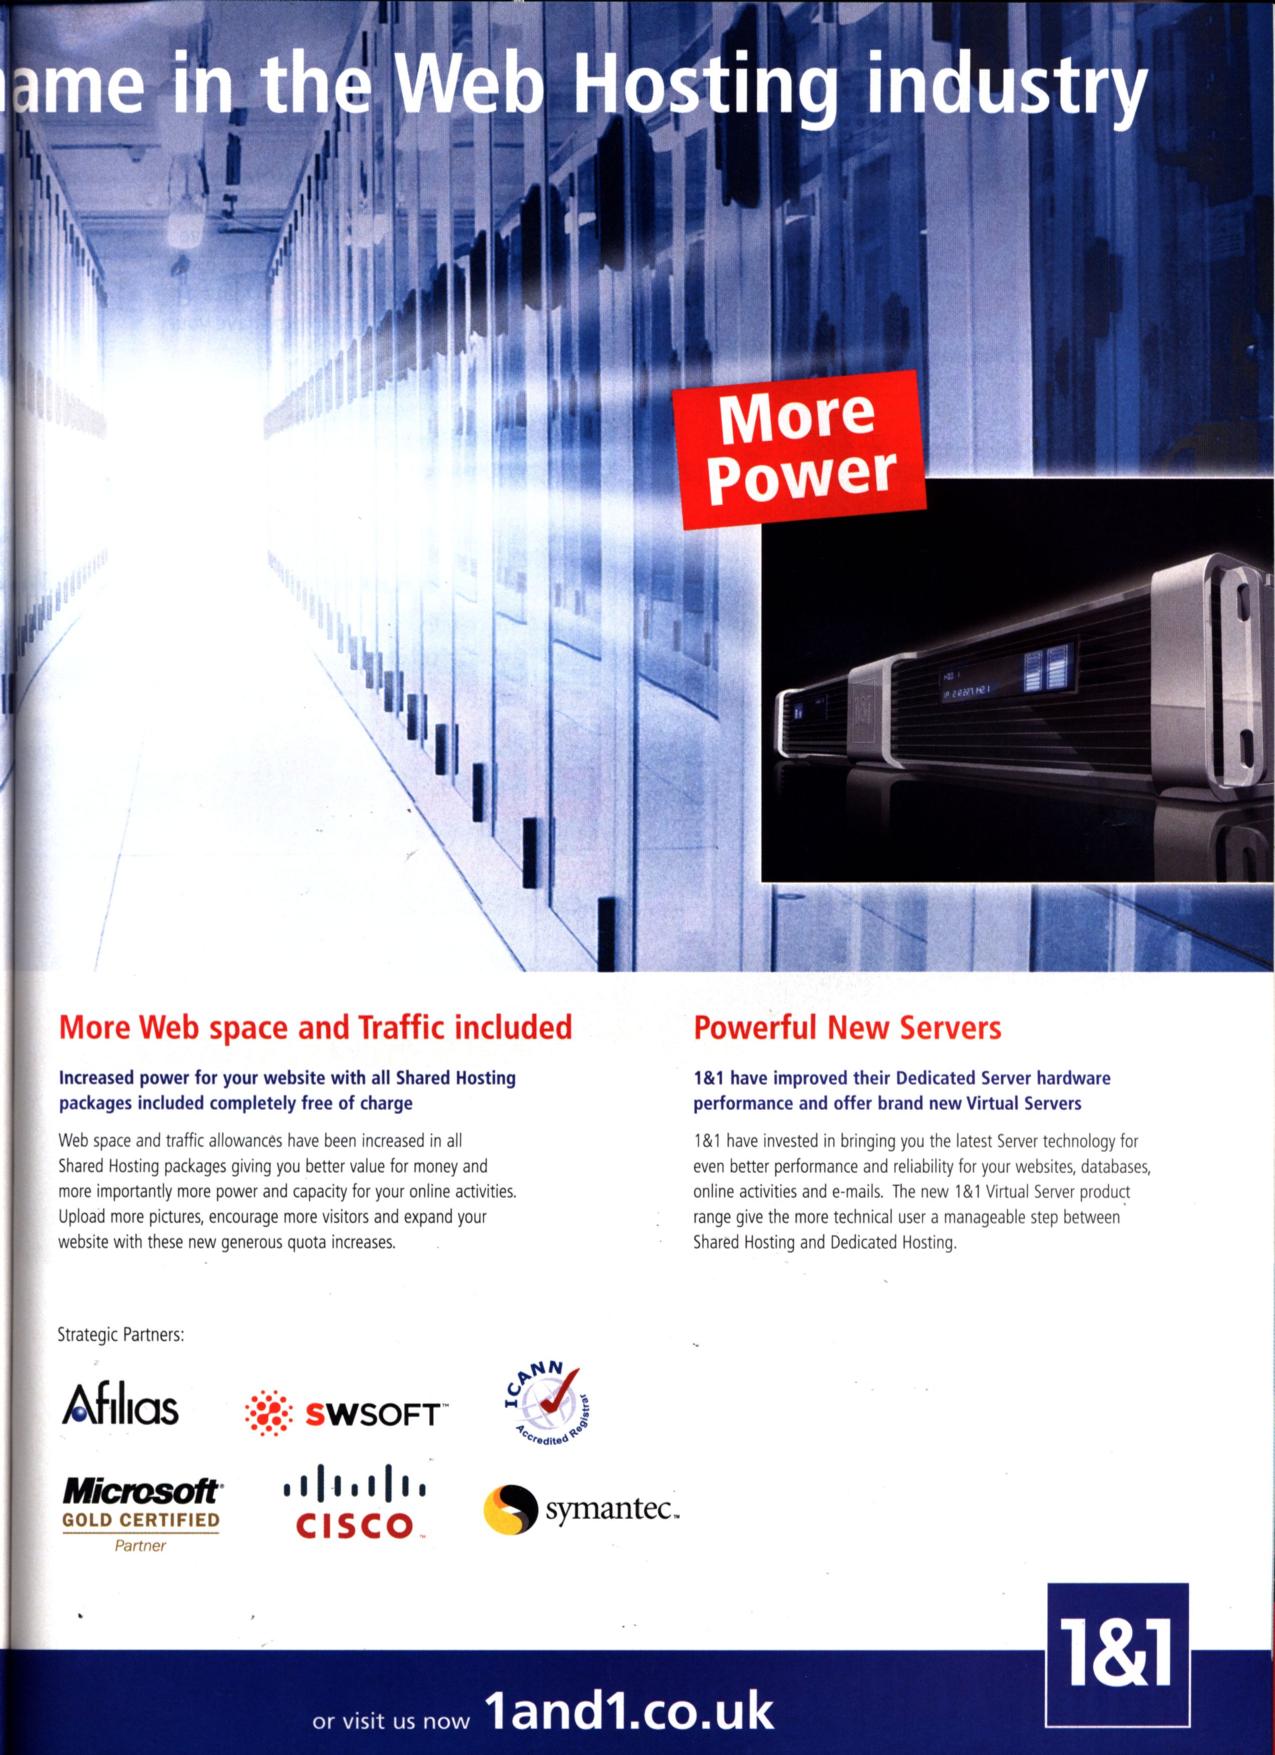 ame in the Web Hosting industry
More
Power
1&1
More Web space and Traffic included
Increased power for your website with all Shared Hosting
packages included completely free of charge
Web space and traffic allowances have been increased in all
Shared Hosting packages giving you better value for money and
more importantly more power and capacity for your online activities.
Upload more pictures, encourage more visitors and expand your
website with these new generous quota increases.
Powerful New Servers
1&1 have improved their Dedicated Server hardware
performance and offer brand new Virtual Servers
1&1 have invested in bringing you the latest Server technology for
even better performance and reliability for your websites, databases,
online activities and e-mails. The new 1&1 Virtual Server product
range give the more technical user a manageable step between
Shared Hosting and Dedicated Hosting.
Strategic Partners:
Afilias
SWSOFT™
ICANN
Accredited Registrar
Microsoft®
GOLD CERTIFIED
Partner
CISCO™
symantec™
or visit us now 1and1.co.uk
1&1